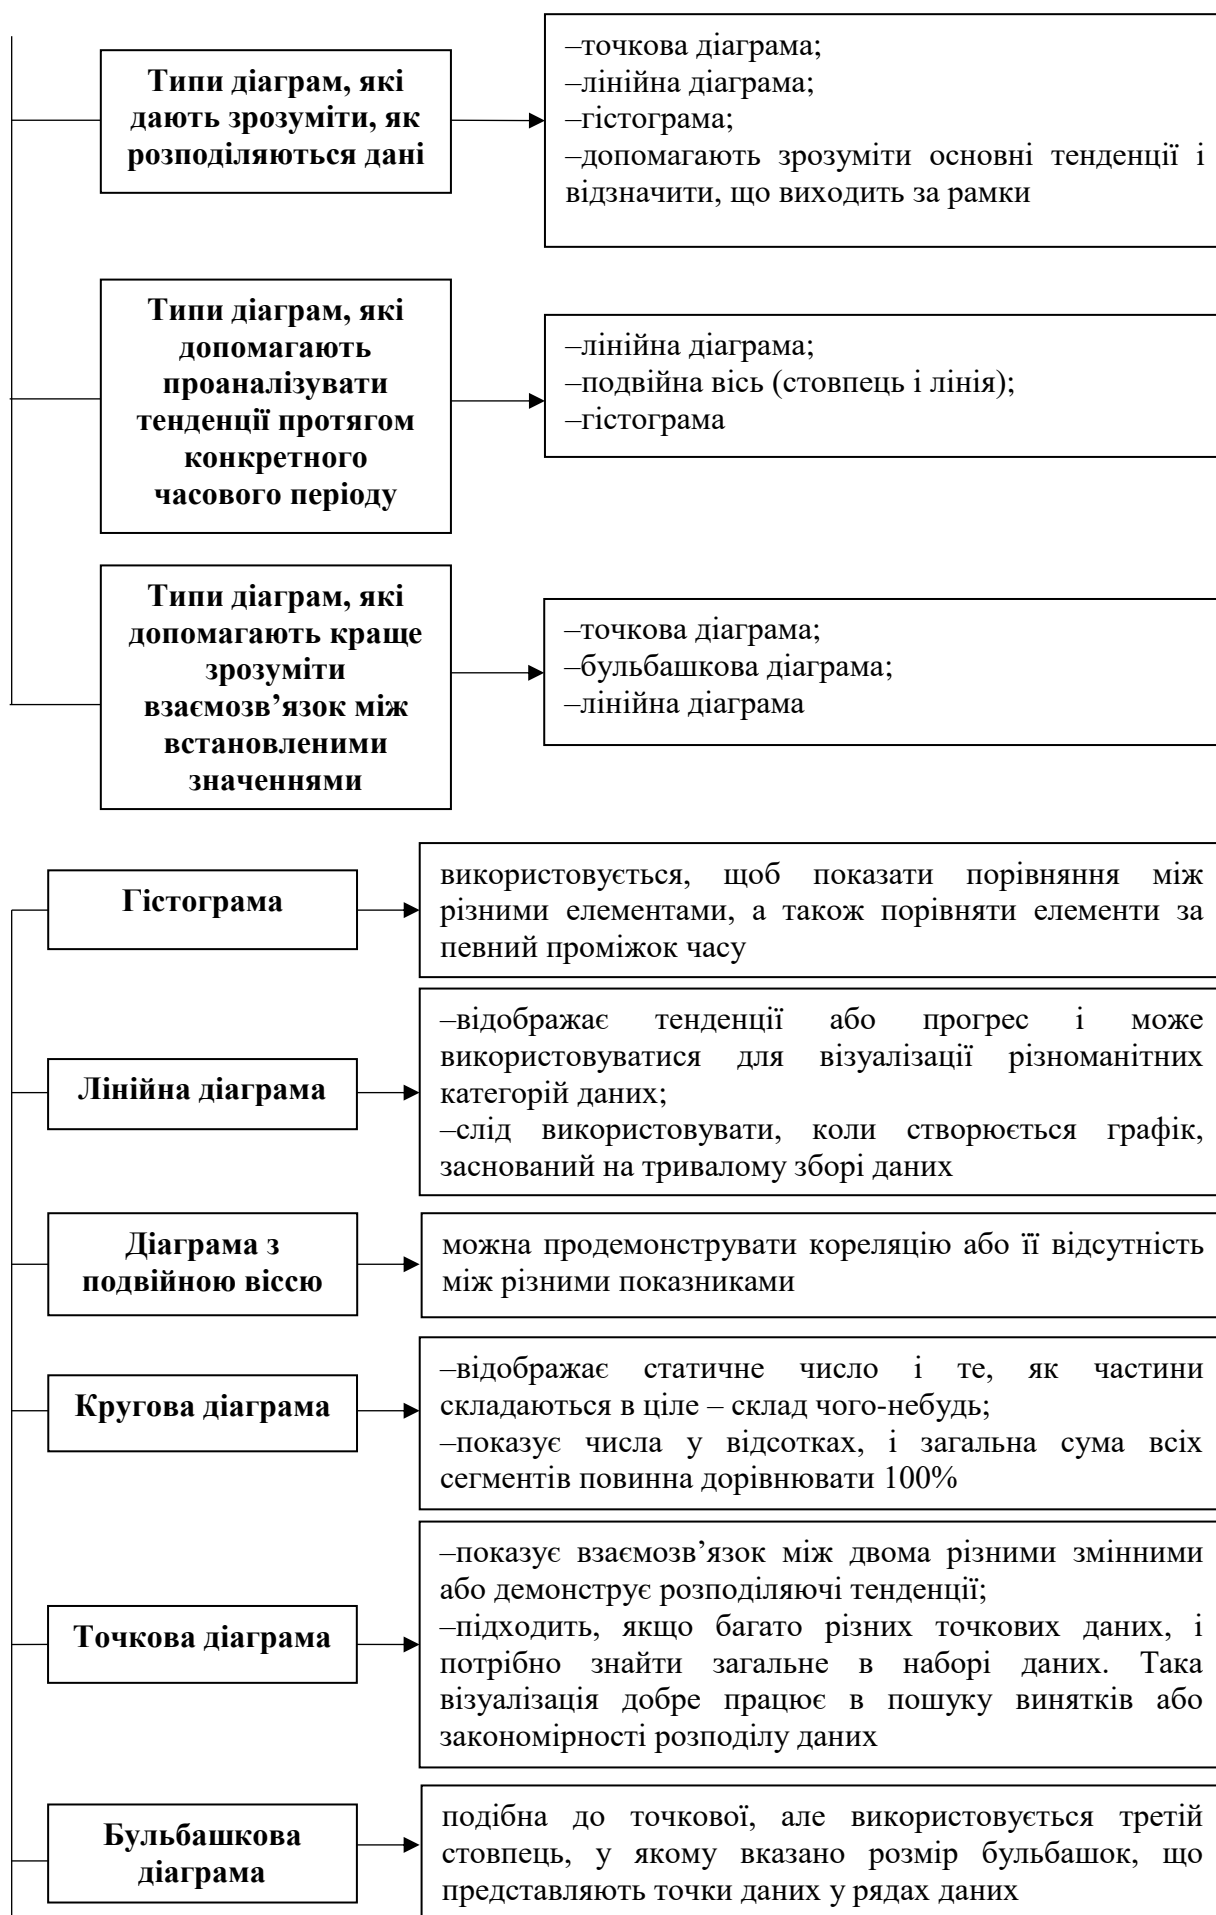 Типи діаграм, які
дають зрозуміти, як
розподіляються дані
–точкова діаграма;
–лінійна діаграма;
–гістограма;
–допомагають зрозуміти основні тенденції і
відзначити, що виходить за рамки
Типи діаграм, які
допомагають
проаналізувати
тенденції протягом
конкретного
часового періоду
–лінійна діаграма;
–подвійна вісь (стовпець і лінія);
–гістограма
Типи діаграм, які
допомагають краще
зрозуміти
взаємозв’язок між
встановленими
значеннями
–точкова діаграма;
–бульбашкова діаграма;
–лінійна діаграма
Гістограма
використовується, щоб показати порівняння між
різними елементами, а також порівняти елементи за
певний проміжок часу
Лінійна діаграма
–відображає тенденції або прогрес і може
використовуватися для візуалізації різноманітних
категорій даних;
–слід використовувати, коли створюється графік,
заснований на тривалому зборі даних
Діаграма з
подвійною віссю
можна продемонструвати кореляцію або її відсутність
між різними показниками
Кругова діаграма
–відображає статичне число і те, як частини
складаються в ціле – склад чого-небудь;
–показує числа у відсотках, і загальна сума всіх
сегментів повинна дорівнювати 100%
Точкова діаграма
–показує взаємозв’язок між двома різними змінними
або демонструє розподіляючі тенденції;
–підходить, якщо багато різних точкових даних, і
потрібно знайти загальне в наборі даних. Така
візуалізація добре працює в пошуку винятків або
закономірності розподілу даних
Бульбашкова
діаграма
подібна до точкової, але використовується третій
стовпець, у якому вказано розмір бульбашок, що
представляють точки даних у рядах даних